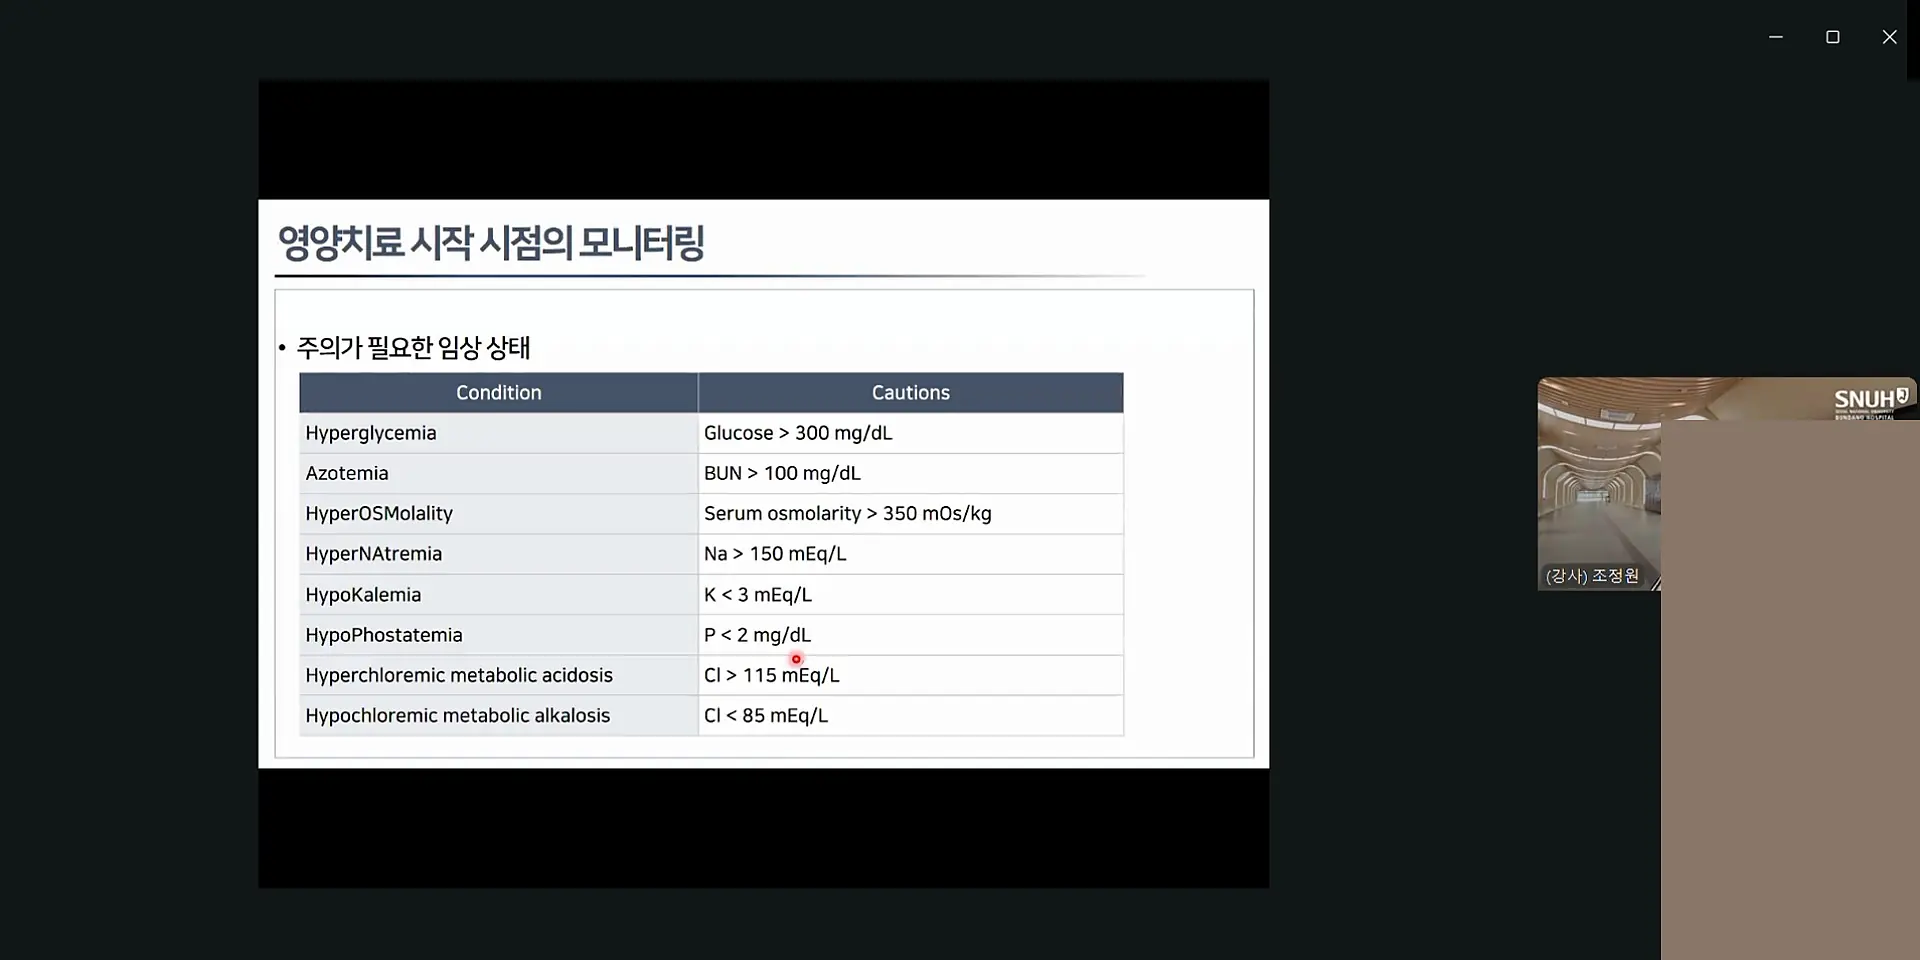 영양치료 시작 시점의 모니터링
• 주의가 필요한 임상 상태
Condition Cautions
Hyperglycemia Glucose > 300 mg/dL
Azotemia BUN > 100 mg/dL
HyperOSMolality Serum osmolarity > 350 mOs/kg
HyperNAtremia Na > 150 mEq/L
HypoKalemia K < 3 mEq/L
HypoPhostatemia P < 2 mg/dL
Hyperchloremic metabolic acidosis Cl > 115 mEq/L
Hypochloremic metabolic alkalosis Cl < 85 mEq/L
SNUH
(강사) 조정원